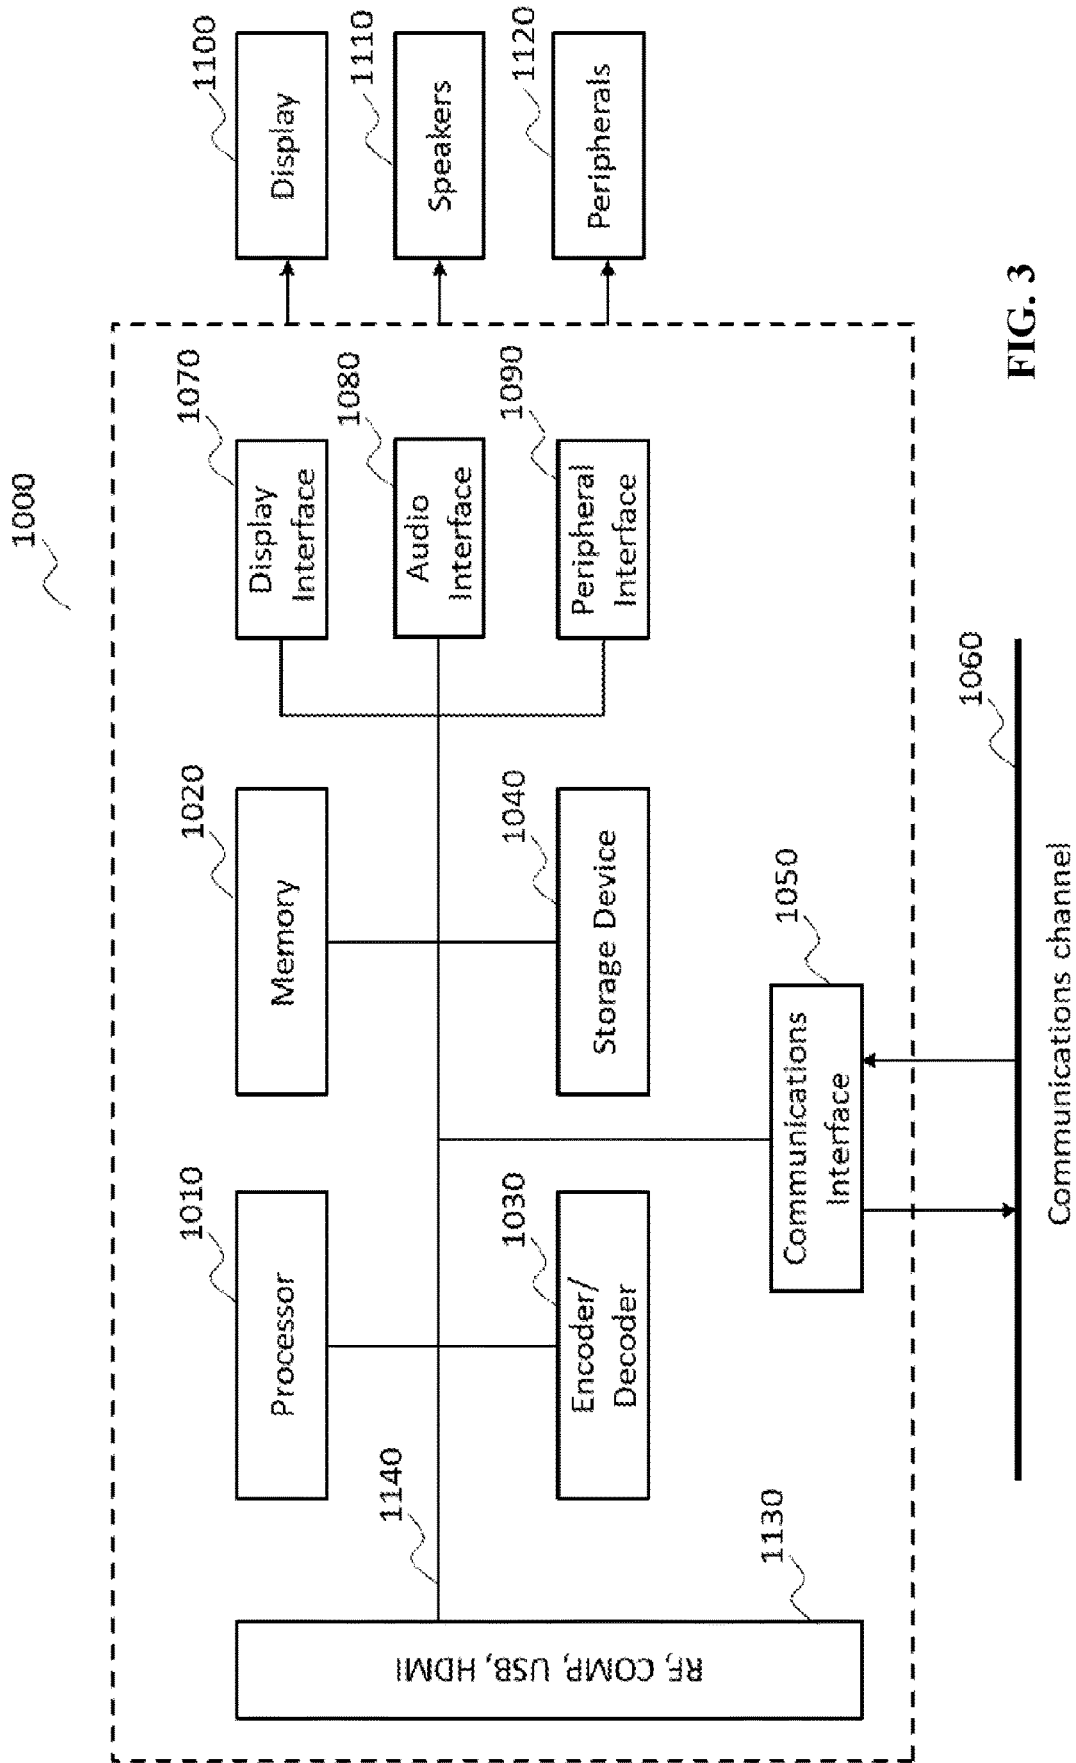 1000
RF, COMP, USB, HDMI
1130
1140
Processor
1010
Memory
1020
Display
Interface
1070
Display
1100
Audio
Interface
1080
Speakers
1110
Encoder/
Decoder
1030
Storage Device
1040
Peripheral
Interface
1090
Peripherals
1120
Communications
Interface
1050
1060
Communications channel
FIG. 3